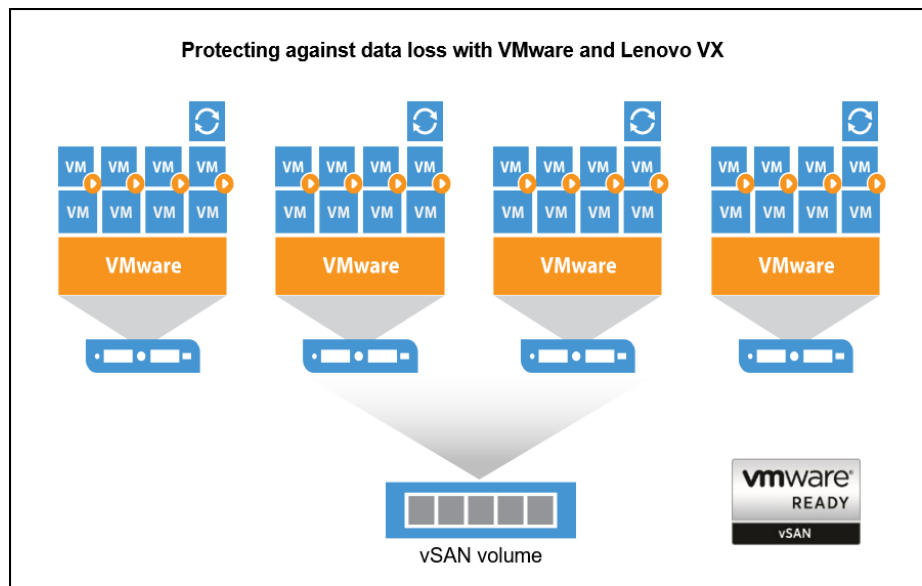 Protecting against data loss with VMware and Lenovo VX
VM VM VM VM VM VM VM VM VM VM VM VM VM VM VM VM
VM VM VM VM VM VM VM VM VM VM VM VM VM VM VM VM
VMware VMware VMware VMware
vSAN volume
vmware®
READY
vSAN